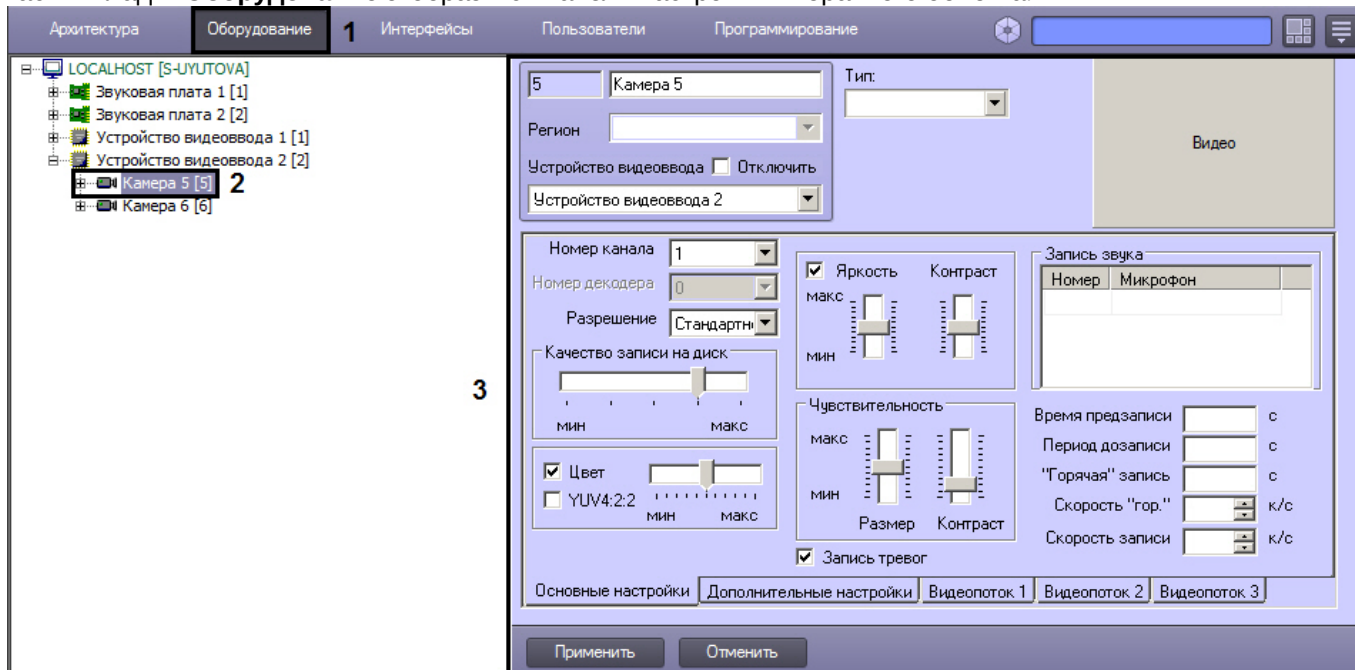 Архитектура Оборудование 1 Интерфейсы Пользователи Программирование
LOCALHOST [S-UYUTOVA]
Звуковая плата 1 [1]
Звуковая плата 2 [2]
Устройство видеоввода 1 [1]
Устройство видеоввода 2 [2]
Камера 5 [5] 2
Камера 6 [6]
3
5 Камера 5
Тип:
Регион
Устройство видеоввода Отключить
Устройство видеоввода 2
Видео
Номер канала 1
Номер декодера 0
Разрешение Стандартн
Качество записи на диск
мин макс
Цвет
YUV4:2:2
мин макс
Яркость Контраст
макс
мин
Чувствительность
макс
мин
Размер Контраст
Запись тревог
Запись звука
Номер Микрофон
Время предзаписи с
Период дозаписи с
"Горячая" запись с
Скорость "гор." к/с
Скорость записи к/с
Основные настройки Дополнительные настройки Видеопоток 1 Видеопоток 2 Видеопоток 3
Применить Отменить